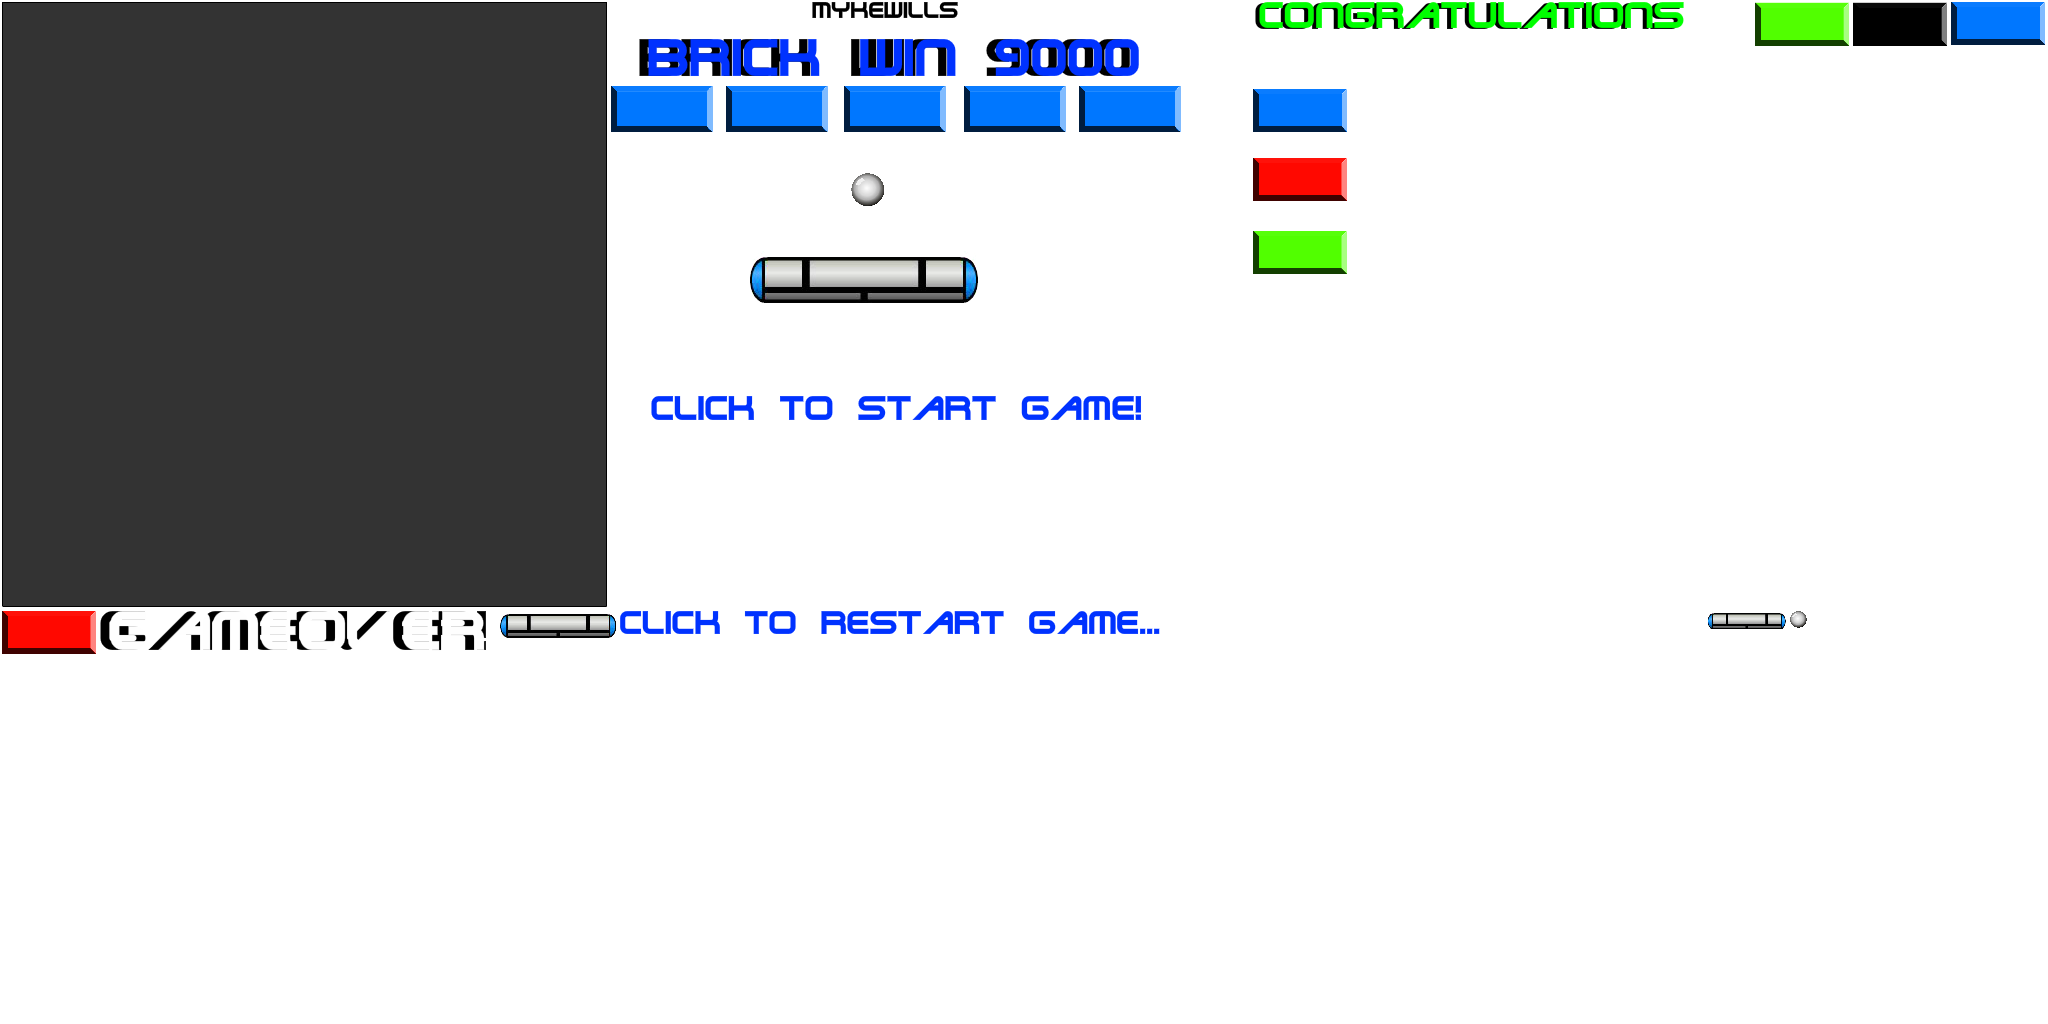 MYKEWILLS
BRICK WIN 9000
CLICK TO START GAME!
CONGRATULATIONS
GAMEOVER
CLICK TO RESTART GAME...